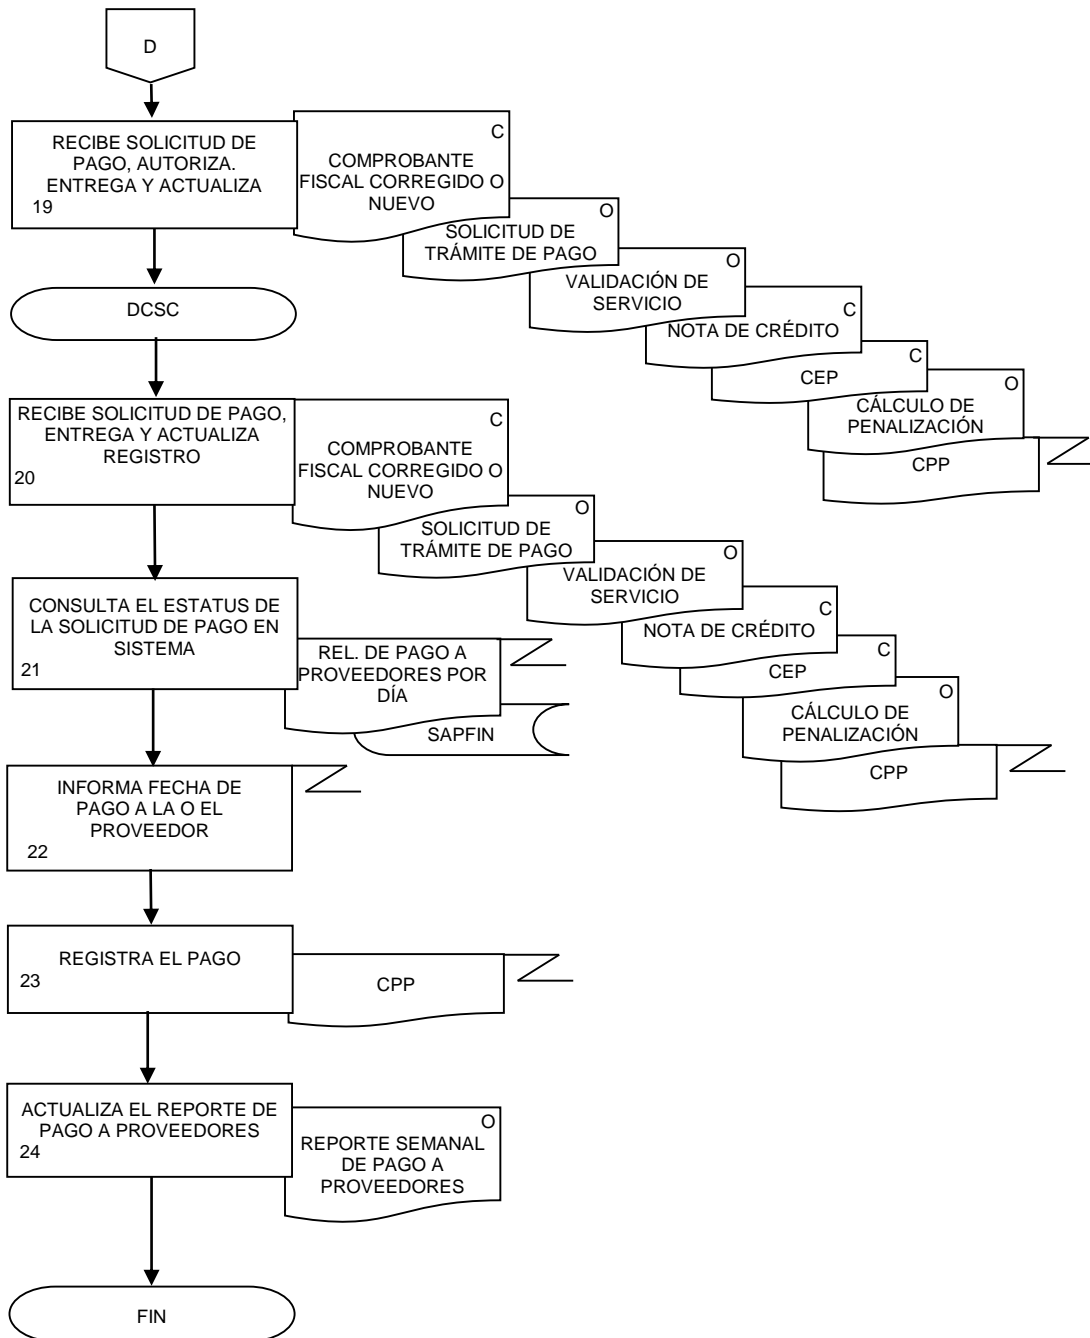 D
RECIBE SOLICITUD DE
PAGO, AUTORIZA.
ENTREGA Y ACTUALIZA
19
C
COMPROBANTE
FISCAL CORREGIDO O
NUEVO
O
SOLICITUD DE
TRÁMITE DE PAGO
O
VALIDACIÓN DE
SERVICIO
C
NOTA DE CRÉDITO
C
CEP
O
CÁLCULO DE
PENALIZACIÓN
CPP
DCSC
RECIBE SOLICITUD DE PAGO,
ENTREGA Y ACTUALIZA
REGISTRO
20
C
COMPROBANTE
FISCAL CORREGIDO O
NUEVO
O
SOLICITUD DE
TRÁMITE DE PAGO
O
VALIDACIÓN DE
SERVICIO
C
NOTA DE CRÉDITO
C
CEP
O
CÁLCULO DE
PENALIZACIÓN
CPP
CONSULTA EL ESTATUS DE
LA SOLICITUD DE PAGO EN
SISTEMA
21
REL. DE PAGO A
PROVEEDORES POR
DÍA
SAPFIN
INFORMA FECHA DE
PAGO A LA O EL
PROVEEDOR
22
REGISTRA EL PAGO
23
CPP
ACTUALIZA EL REPORTE DE
PAGO A PROVEEDORES
24
O
REPORTE SEMANAL
DE PAGO A
PROVEEDORES
FIN